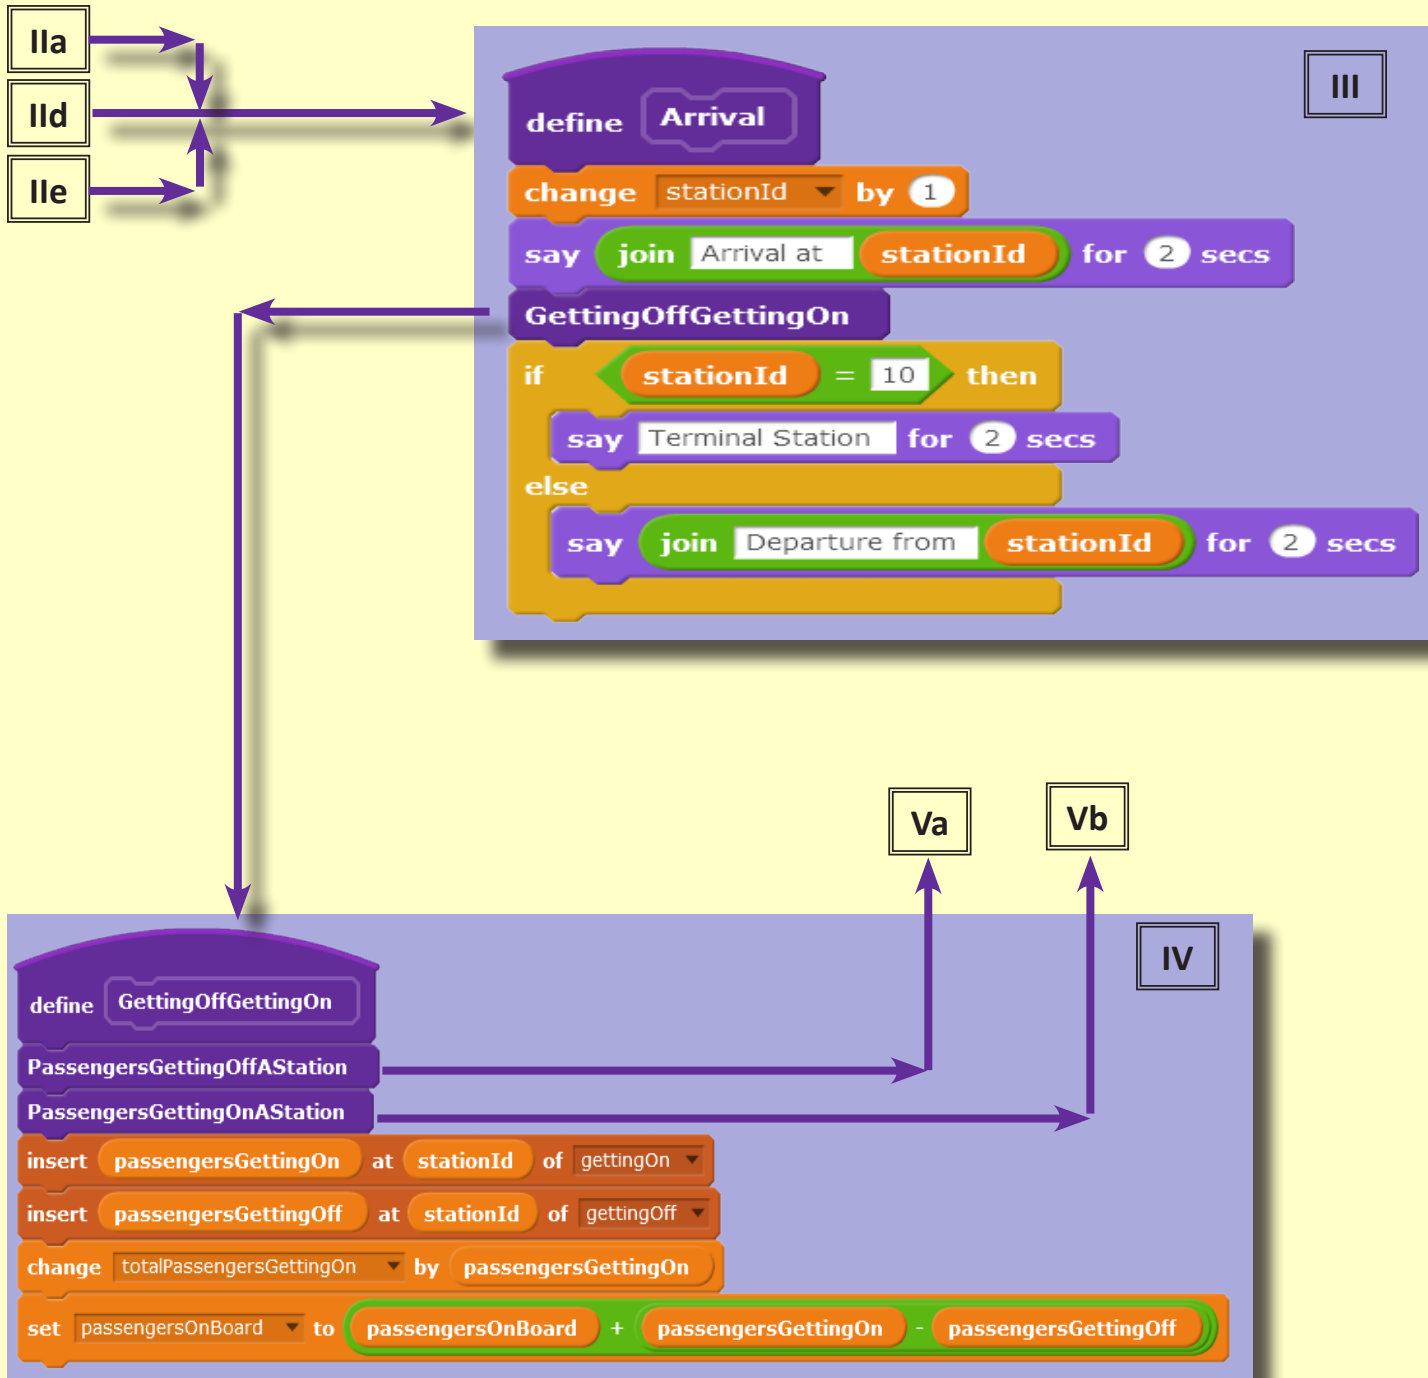 IIa
IId
IIe
III
define Arrival
change stationId by 1
say join Arrival at stationId for 2 secs
GettingOffGettingOn
if stationId = 10 then
say Terminal Station for 2 secs
else
say join Departure from stationId for 2 secs
Va
Vb
IV
define GettingOffGettingOn
PassengersGettingOffAStation
PassengersGettingOnAStation
insert passengersGettingOn at stationId of gettingOn
insert passengersGettingOff at stationId of gettingOff
change totalPassengersGettingOn by passengersGettingOn
set passengersOnBoard to passengersOnBoard + passengersGettingOn - passengersGettingOff